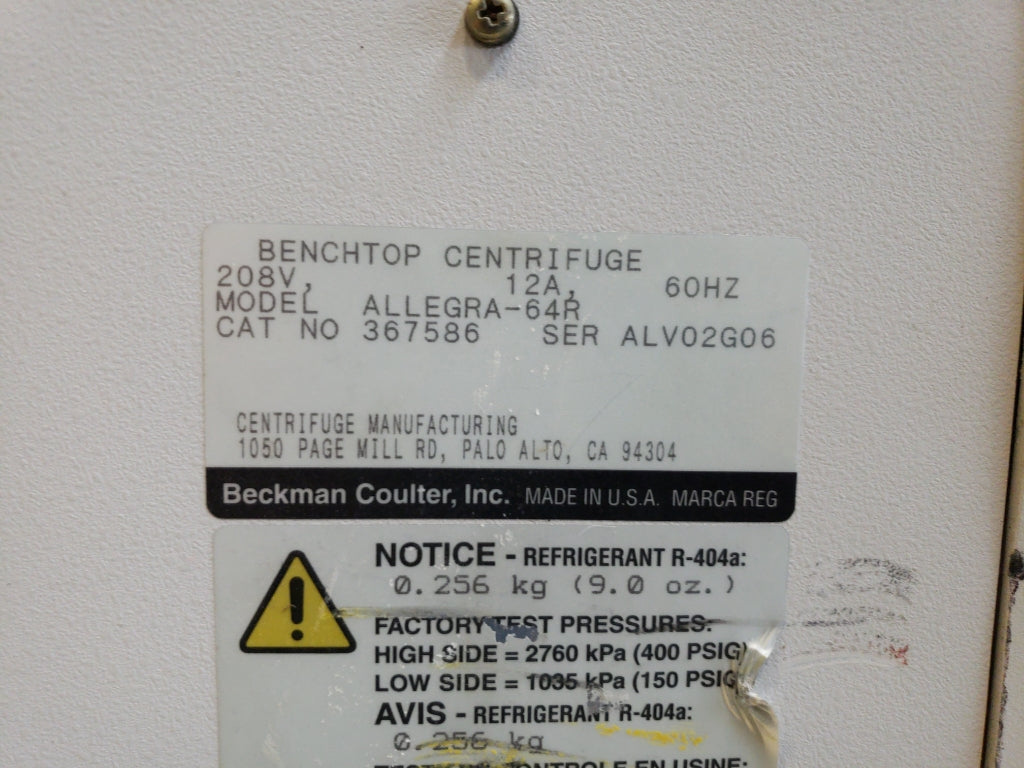 BENCHTOP CENTRIFUGE
208V, 12A, 60HZ
MODEL ALLEGRA-64R
CAT NO 367586 SER ALV02G06
CENTRIFUGE MANUFACTURING
1050 PAGE MILL RD, PALO ALTO, CA 94304
Beckman Coulter, Inc. MADE IN U.S.A. MARCA REG
NOTICE - REFRIGERANT R-404a:
0.256 kg (9.0 oz.)
FACTORY TEST PRESSURES:
HIGH SIDE = 2760 kPa (400 PSIG)
LOW SIDE = 1035 kPa (150 PSIG
AVIS - REFRIGERANT R-404a:
0.256 kg
CONTROLE EN USINE: